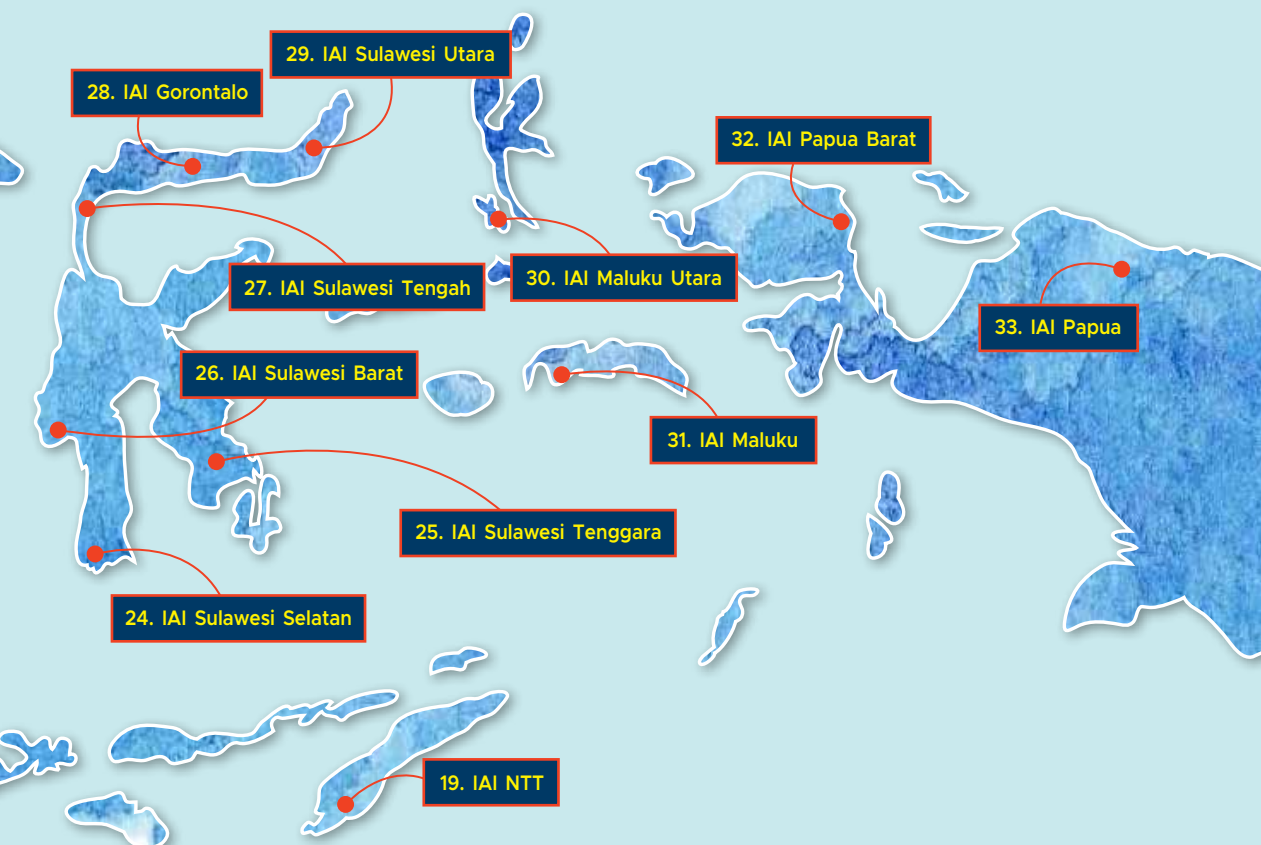 29. IAI Sulawesi Utara
28. IAI Gorontalo
32. IAI Papua Barat
30. IAI Maluku Utara
27. IAI Sulawesi Tengah
33. IAI Papua
26. IAI Sulawesi Barat
31. IAI Maluku
25. IAI Sulawesi Tenggara
24. IAI Sulawesi Selatan
19. IAI NTT